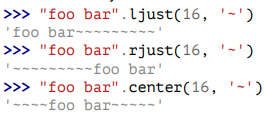 >>> "foo bar".ljust(16, '~')
'foo bar~~~~~~~~~'
>>> "foo bar".rjust(16, '~')
'~~~~~~~~~foo bar'
>>> "foo bar".center(16, '~')
'~~~~foo bar~~~~~'